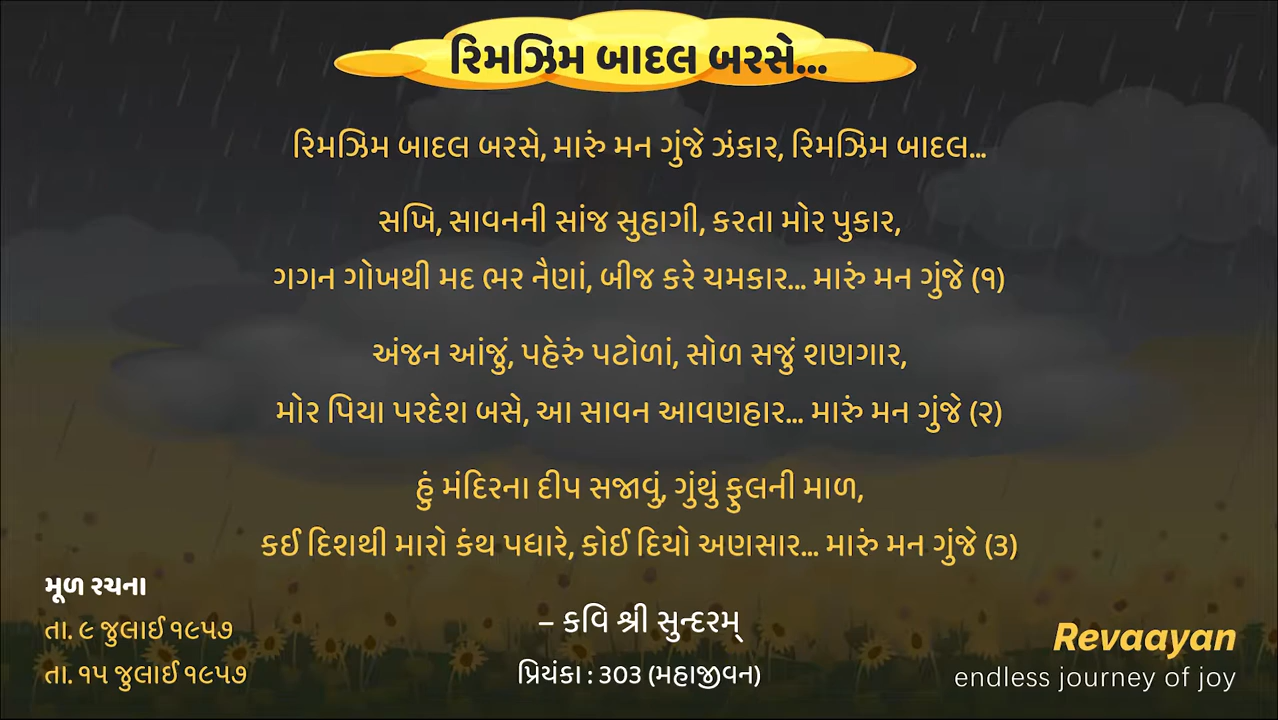 રિમઝિમ બાદલ બરસે...
રિમઝિમ બાદલ બરસે, મારું મન ગુંજે ઝંકાર, રિમઝિમ બાદલ...
સખિ, સાવનની સાંજ સુહાગી, કરતા મોર પુકાર,
ગગન ગોખથી મદ ભર નૈણાં, બીજ કરે ચમકાર... મારું મન ગુંજે (૧)
અંજન આંજું, પહેરું પટોળાં, સોળ સજું શણગાર,
મોર પિયા પરદેશ બસે, આ સાવન આવણહાર... મારું મન ગુંજે (૨)
હું મંદિરના દીપ સજાવું, ગુંથું ફુલની માળ,
કઈ દિશથી મારો કંથ પધારે, કોઈ દિયો અણસાર... મારું મન ગુંજે (૩)
મૂળ રચના
તા. ૯ જુલાઈ ૧૯૫૭
તા. ૧૫ જુલાઈ ૧૯૫૭
– કવિ શ્રી સુન્દરમ્
પ્રિયંકા : ૩૦૩ (મહાજીવન)
Revaayan
endless journey of joy